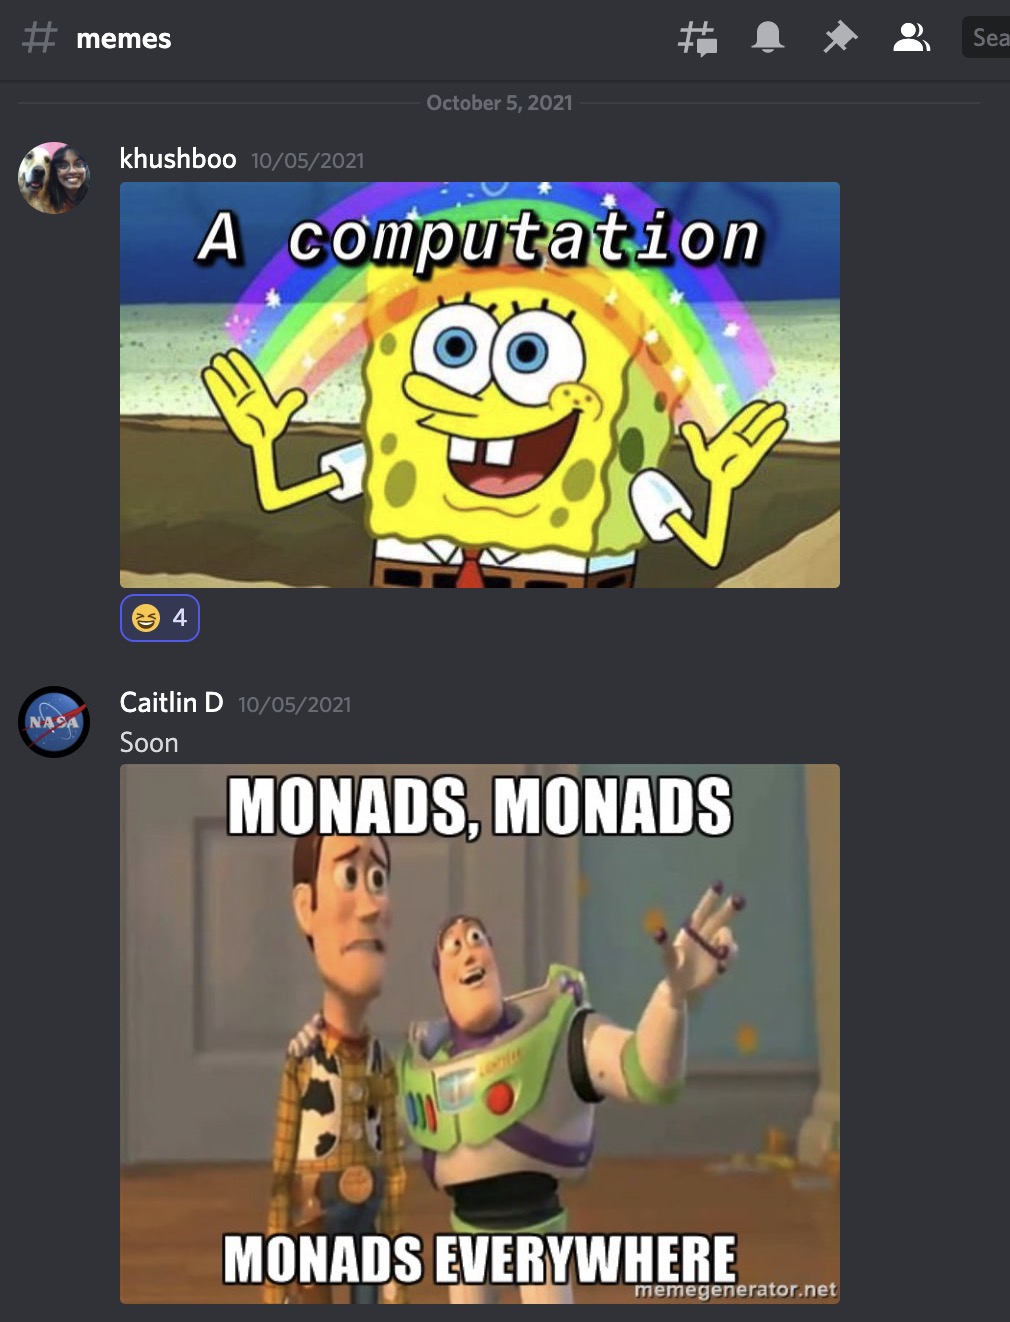 # memes
Sea
October 5, 2021
khushboo 10/05/2021
A computation
😆 4
Caitlin D 10/05/2021
NASA
Soon
MONADS, MONADS
LIGHTYEAR
MONADS EVERYWHERE
memegenerator.net